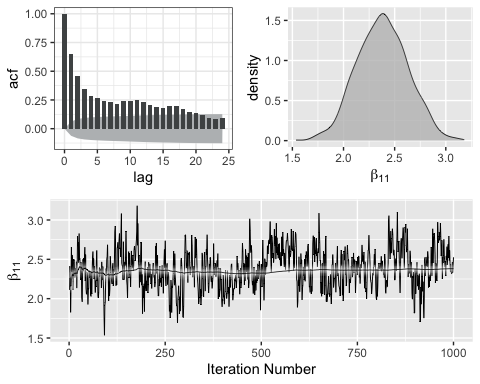 acf
1.00
0.75
0.50
0.25
0.00
0 5 10 15 20 25
lag
density
1.5
1.0
0.5
0.0
1.5 2.0 2.5 3.0
β₁₁
β₁₁
3.0
2.5
2.0
1.5
0 250 500 750 1000
Iteration Number